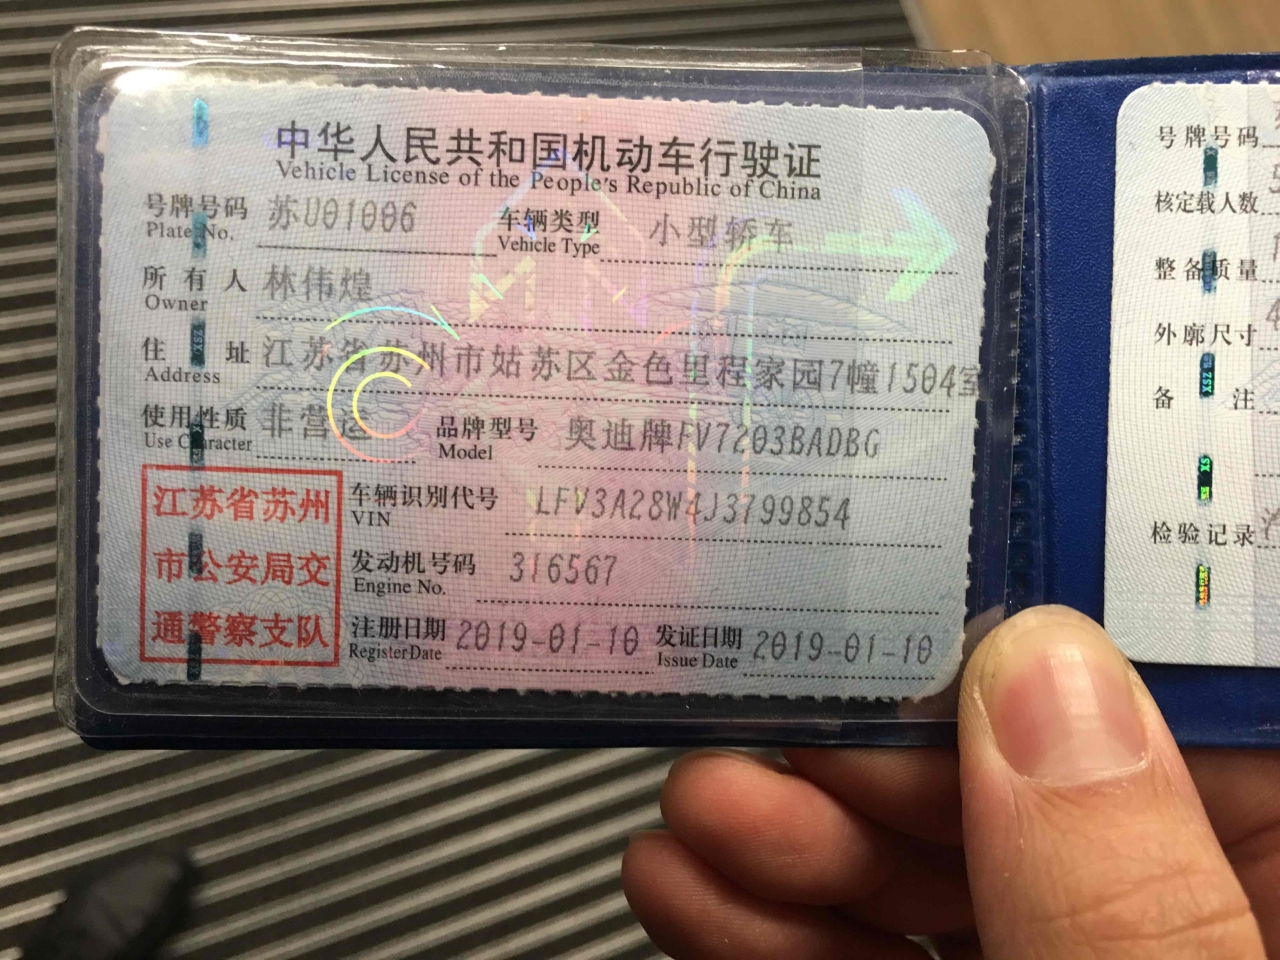 中华人民共和国机动车行驶证
Vehicle License of the People's Republic of China
号牌号码 苏U01006 车辆类型 小型轿车
Plate No. Vehicle Type
所有人 林伟煌
Owner
住址 江苏省苏州市姑苏区金色里程家园7幢1504室
Address
使用性质 非营运 品牌型号 奥迪牌FV7203BADBG
Use Character Model
江苏省苏州
市公安局交
通警察支队
车辆识别代号 LFV3A28W4J3799854
VIN
发动机号码 316567
Engine No.
注册日期 2019-01-10 发证日期 2019-01-10
Register Date Issue Date
号牌号码
核定载人数
整备质量
外廓尺寸
备注
检验记录
XSZ
XSZ